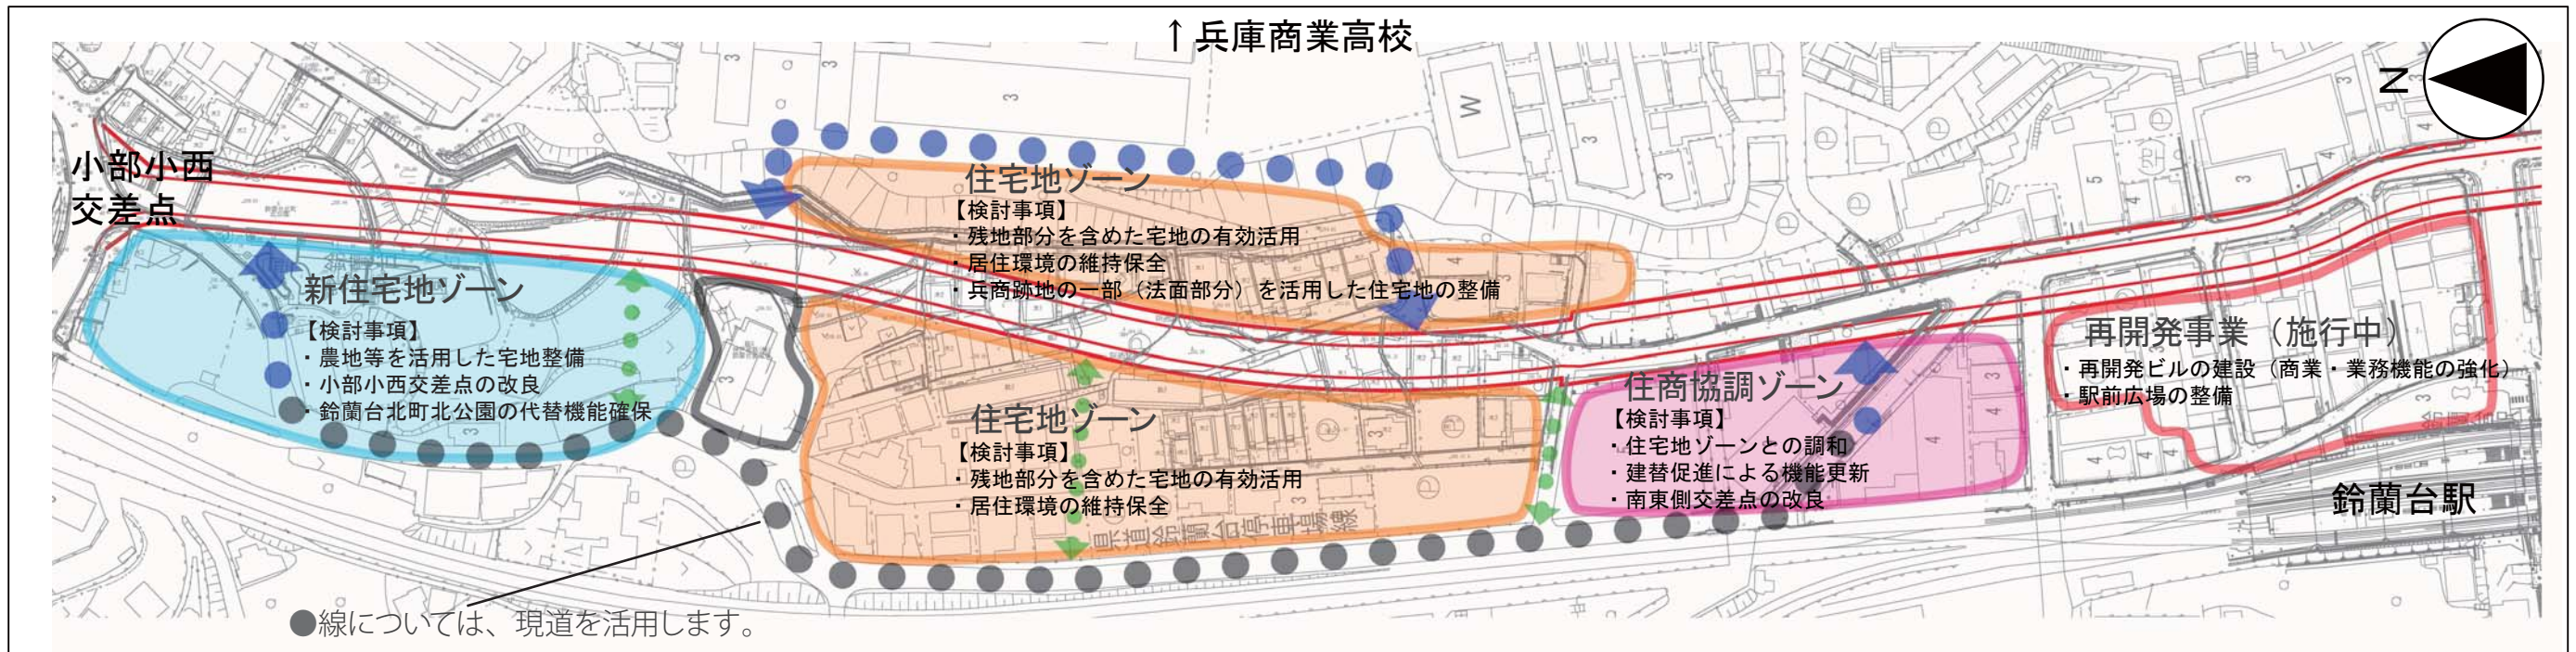 ↑兵庫商業高校
N
W
小部小西
交差点
新住宅地ゾーン
【検討事項】
・農地等を活用した宅地整備
・小部小西交差点の改良
・鈴蘭台北町北公園の代替機能確保
住宅地ゾーン
【検討事項】
・残地部分を含めた宅地の有効活用
・居住環境の維持保全
・兵商跡地の一部（法面部分）を活用した住宅地の整備
住宅地ゾーン
【検討事項】
・残地部分を含めた宅地の有効活用
・居住環境の維持保全
県道鈴蘭台停車場線
住商協調ゾーン
【検討事項】
・住宅地ゾーンとの調和
・建替促進による機能更新
・南東側交差点の改良
再開発事業（施行中）
・再開発ビルの建設（商業・業務機能の強化）
・駅前広場の整備
鈴蘭台駅
●線については、現道を活用します。